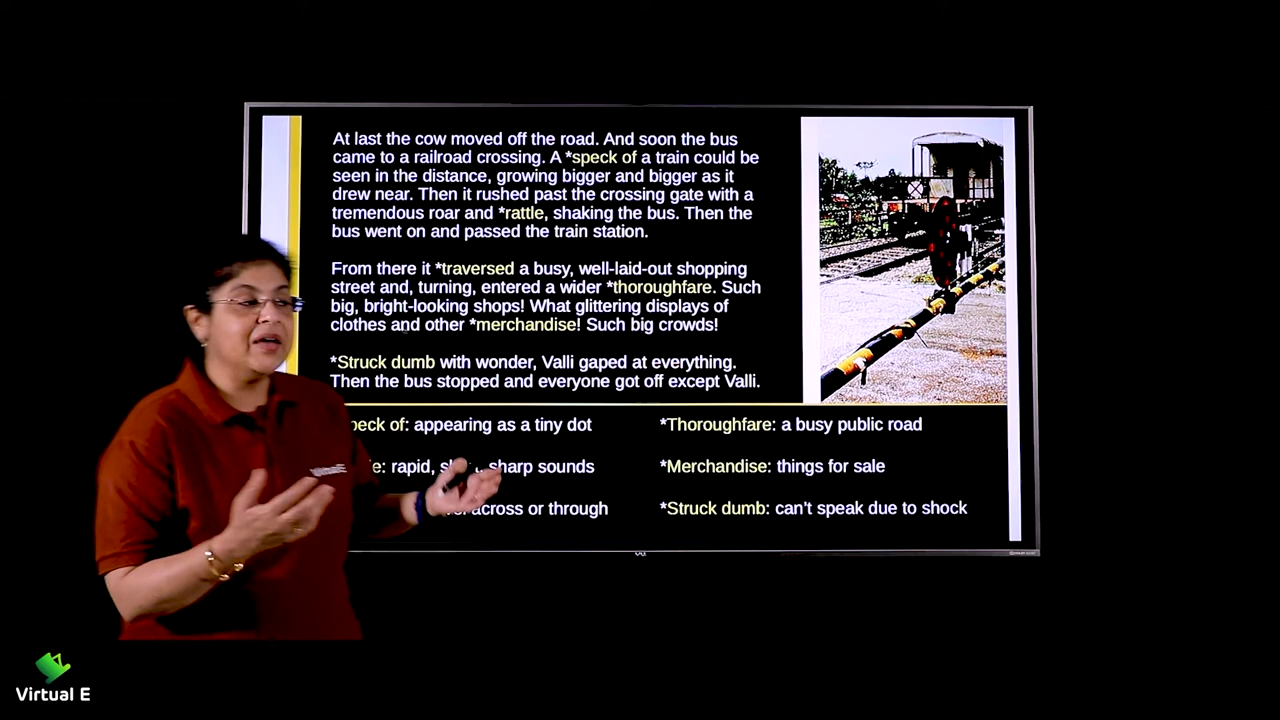 At last the cow moved off the road. And soon the bus
came to a railroad crossing. A *speck of a train could be
seen in the distance, growing bigger and bigger as it
drew near. Then it rushed past the crossing gate with a
tremendous roar and *rattle, shaking the bus. Then the
bus went on and passed the train station.
From there it *traversed a busy, well-laid-out shopping
street and, turning, entered a wider *thoroughfare. Such
big, bright-looking shops! What glittering displays of
clothes and other *merchandise! Such big crowds!
*Struck dumb with wonder, Valli gaped at everything.
Then the bus stopped and everyone got off except Valli.
of: appearing as a tiny dot
*Thoroughfare: a busy public road
rapid, sharp sounds
*Merchandise: things for sale
across or through
*Struck dumb: can't speak due to shock
Virtual E